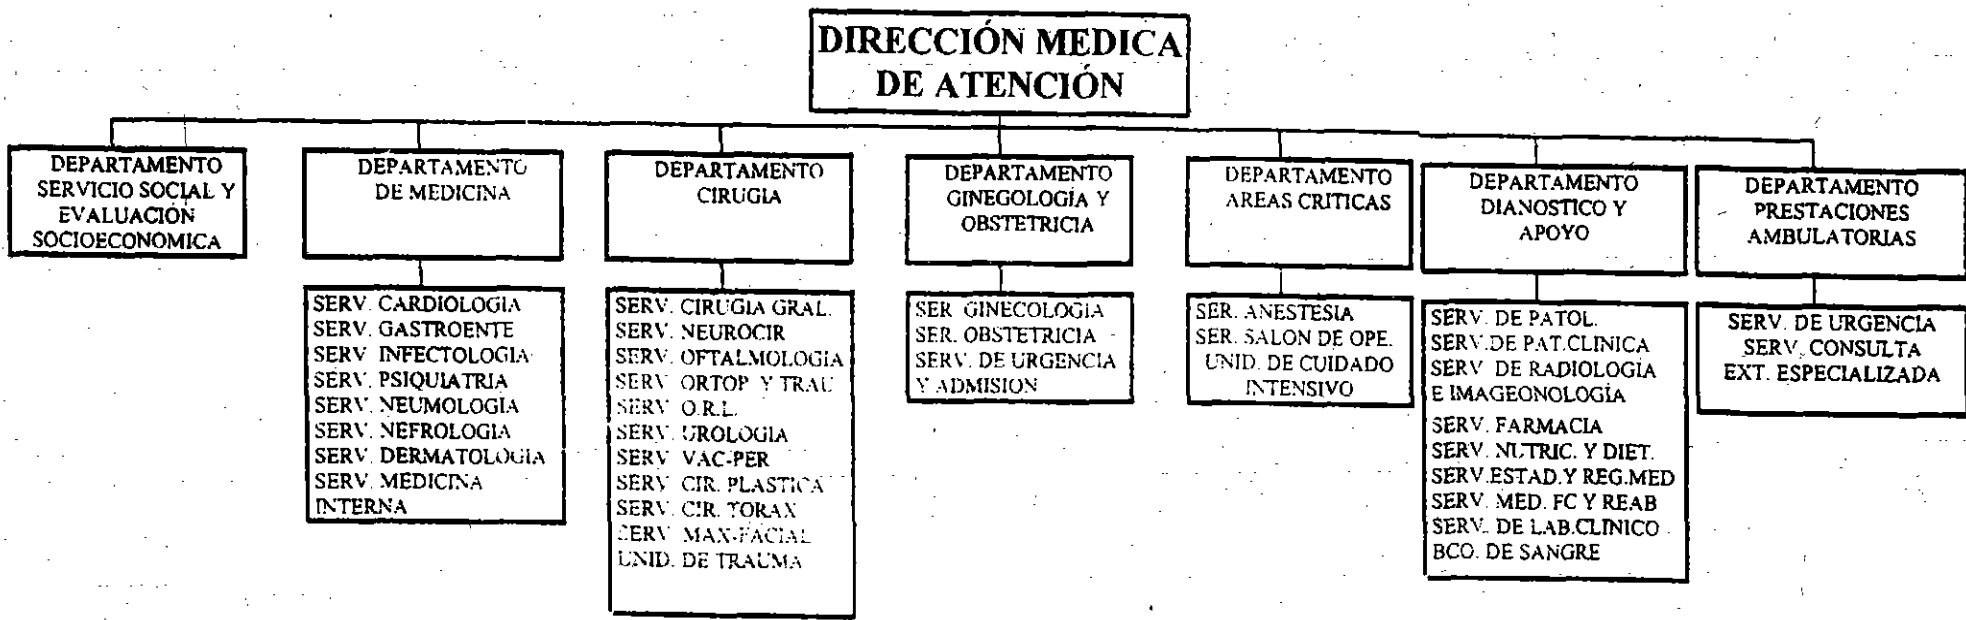 DIRECCIÓN MEDICA
DE ATENCIÓN
DEPARTAMENTO
SERVICIO SOCIAL Y
EVALUACIÓN
SOCIOECONOMICA
DEPARTAMENTO
DE MEDICINA
SERV. CARDIOLOGIA
SERV. GASTROENTE
SERV INFECTOLOGIA
SERV. PSIQUIATRIA
SERV. NEUMOLOGIA
SERV. NEFROLOGIA
SERV. DERMATOLOGIA
SERV. MEDICINA
INTERNA
DEPARTAMENTO
CIRUGIA
SERV. CIRUGIA GRAL.
SERV. NEUROCIR
SERV. OFTALMOLOGIA
SERV ORTOP Y TRAU
SERV O.R.L.
SERV. UROLOGIA
SERV VAC-PER
SERV CIR. PLASTICA
SERV. CIR. TORAX
SERV MAX-FACIAL
UNID. DE TRAUMA
DEPARTAMENTO
GINEGOLOGÍA Y
OBSTETRICIA
SER GINECOLOGIA
SER. OBSTETRICIA
SERV. DE URGENCIA
Y ADMISION
DEPARTAMENTO
AREAS CRITICAS
SER. ANESTESIA
SER. SALON DE OPE.
UNID. DE CUIDADO
INTENSIVO
DEPARTAMENTO
DIANOSTICO Y
APOYO
SERV. DE PATOL.
SERV.DE PAT.CLINICA
SERV DE RADIOLOGÍA
E IMAGEONOLOGÍA
SERV. FARMACIA
SERV. NUTRIC. Y DIET.
SERV.ESTAD.Y REG.MED
SERV. MED. FC Y REAB
SERV. DE LAB.CLINICO
BCO. DE SANGRE
DEPARTAMENTO
PRESTACIONES
AMBULATORIAS
SERV. DE URGENCIA
SERV. CONSULTA
EXT. ESPECIALIZADA